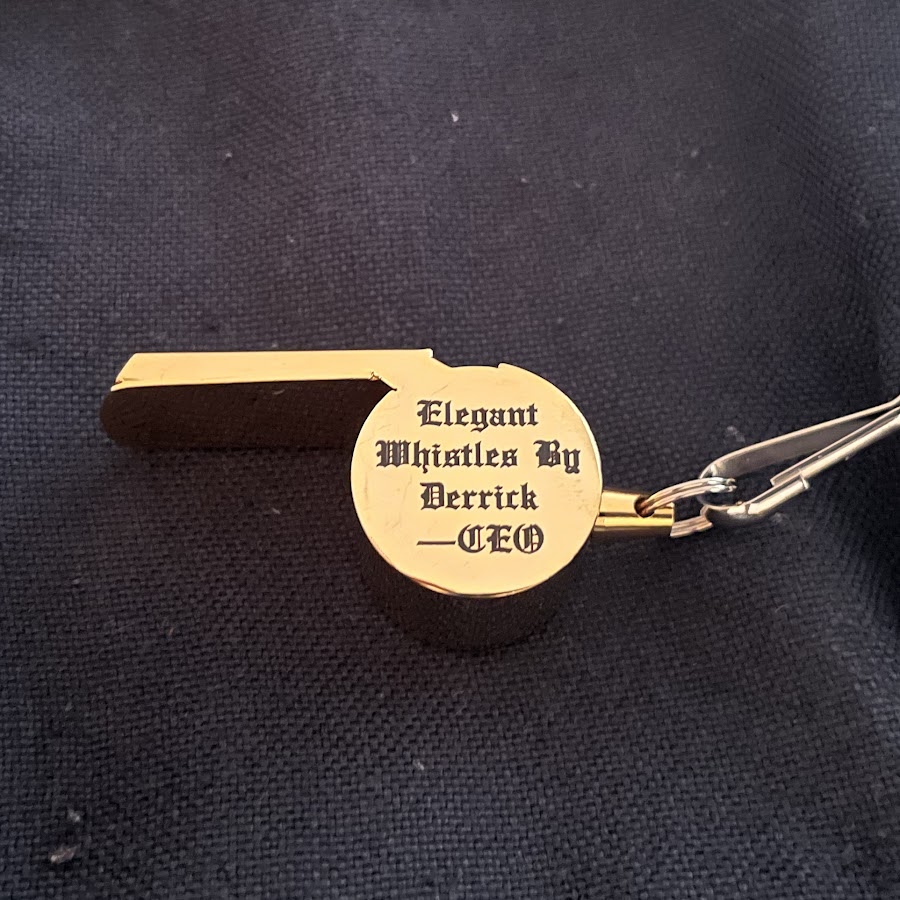 Elegant
Whistles By
Derrick
—CEO